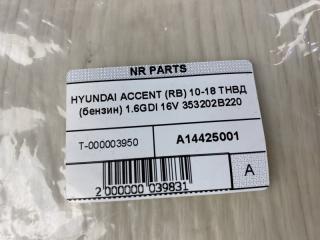 NR PARTS
HYUNDAI ACCENT (RB) 10-18 ТНВД
(бензин) 1.6GDI 16V 353202B220
T-000003950
A14425001
2 000000 039831
A